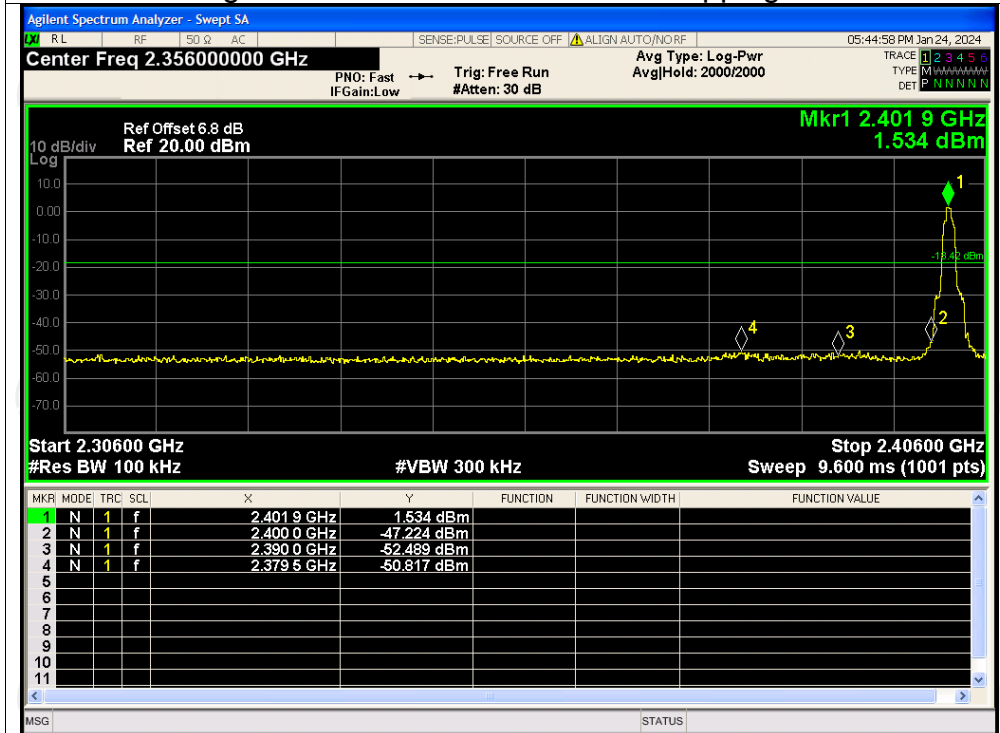 Agilent Spectrum Analyzer - Swept SA
LXI RL RF 50 Ω AC SENSE:PULSE SOURCE OFF ALIGN AUTO/NO RF 05:44:58 PM Jan 24, 2024
Center Freq 2.356000000 GHz
PNO: Fast
IFGain:Low
Trig: Free Run
#Atten: 30 dB
Avg Type: Log-Pwr
Avg|Hold: 2000/2000
TRACE 1 2 3 4 5 6
TYPE M
DET P N N N N N
Mkr1 2.401 9 GHz
1.534 dBm
Ref Offset 6.8 dB
10 dB/div Ref 20.00 dBm
Log
10.0
0.00
-10.0
-20.0
-30.0
-40.0
-50.0
-60.0
-70.0
1
-18.42 dBm
2
3
4
Start 2.30600 GHz Stop 2.40600 GHz
#Res BW 100 kHz #VBW 300 kHz Sweep 9.600 ms (1001 pts)
MKR MODE TRC SCL X Y FUNCTION FUNCTION WIDTH FUNCTION VALUE
1 N 1 f 2.401 9 GHz 1.534 dBm
2 N 1 f 2.400 0 GHz -47.224 dBm
3 N 1 f 2.390 0 GHz -52.489 dBm
4 N 1 f 2.379 5 GHz -50.817 dBm
5
6
7
8
9
10
11
MSG STATUS